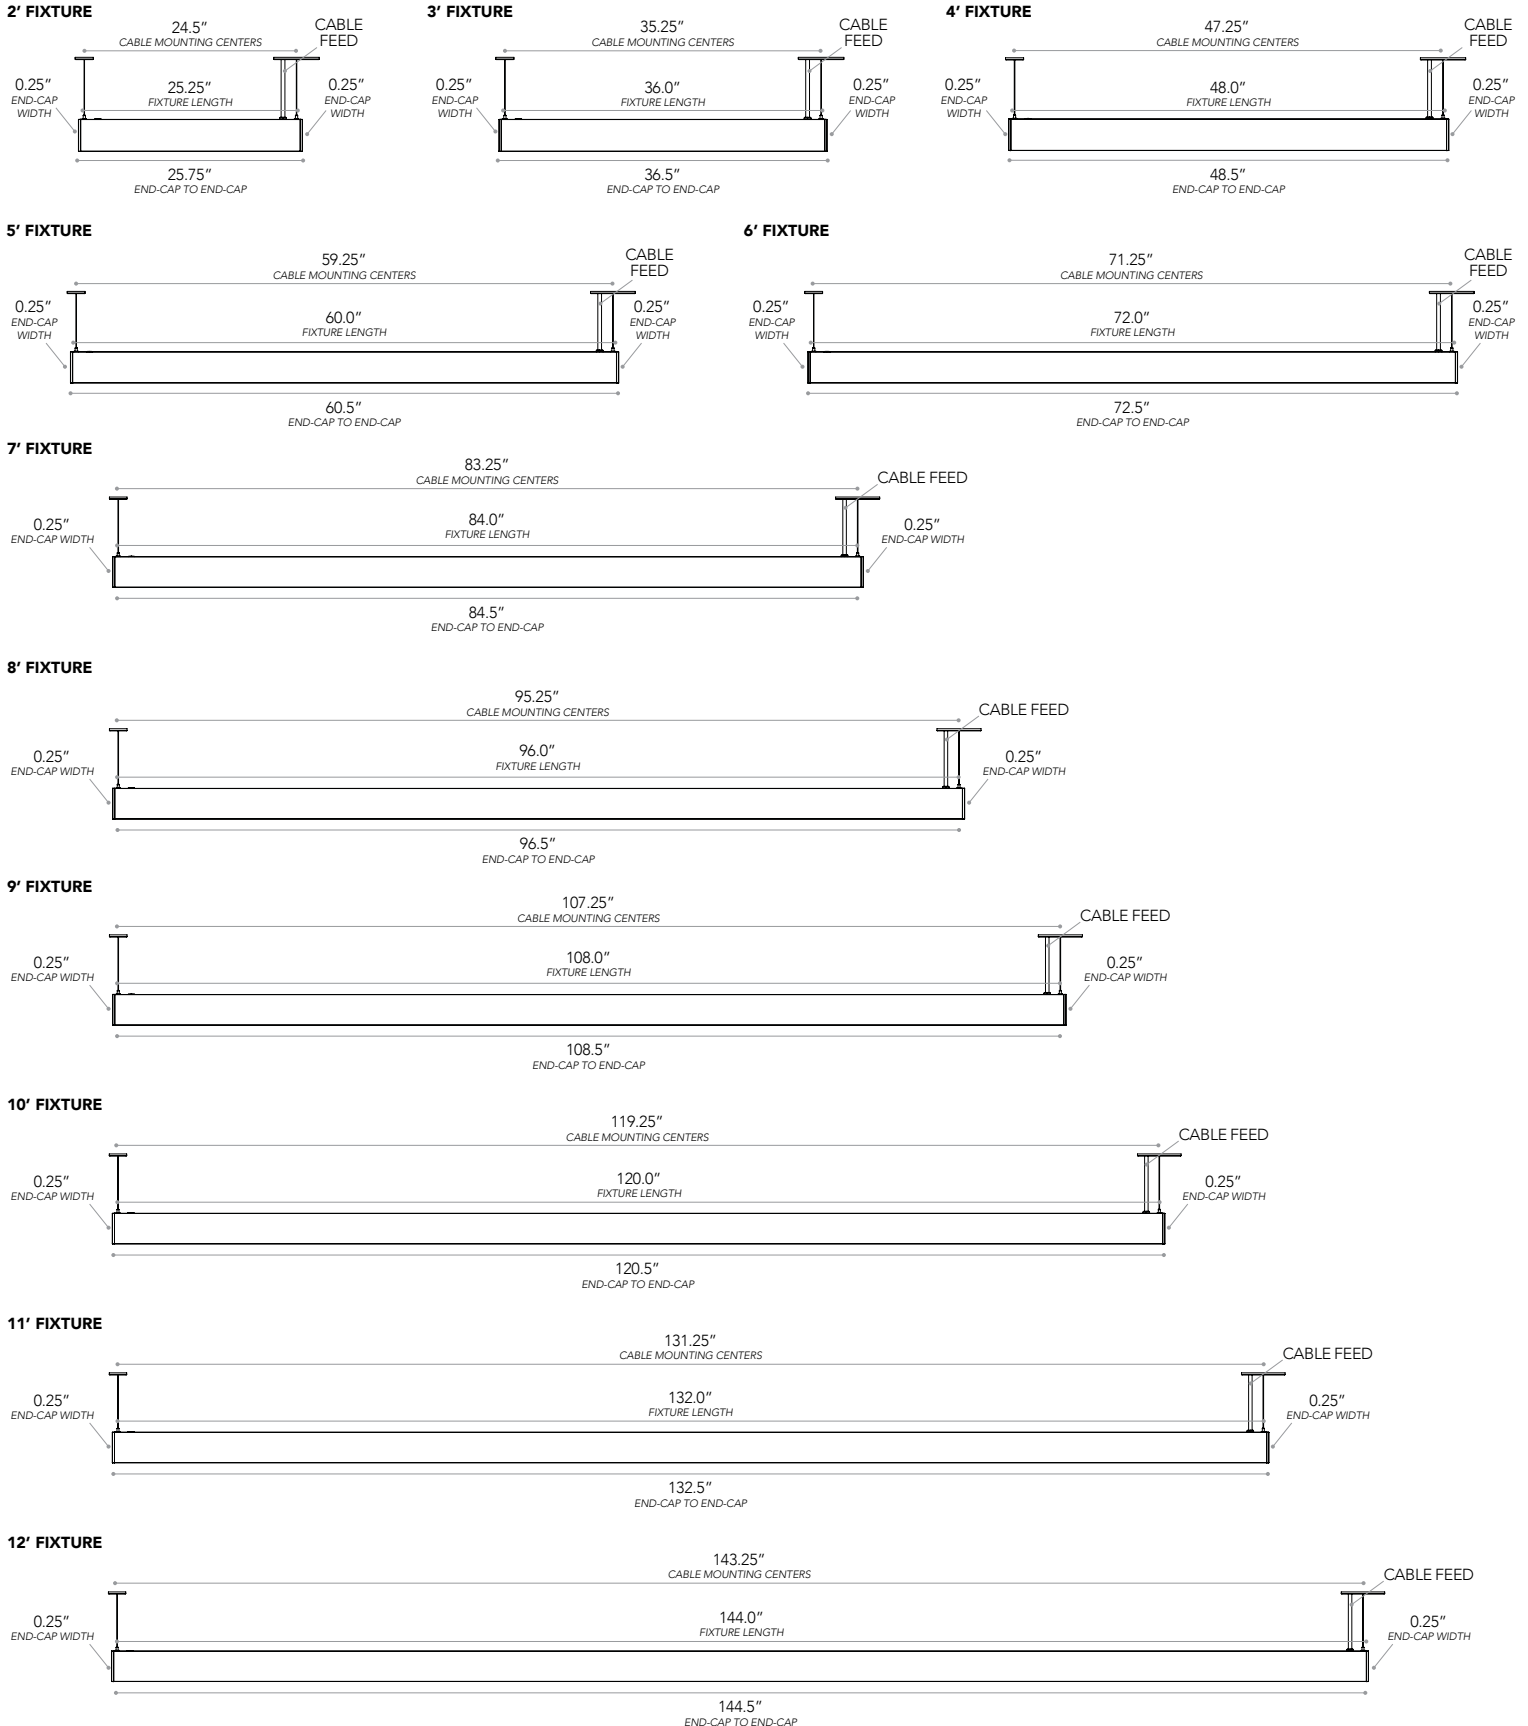 2’ FIXTURE
24.5”
CABLE MOUNTING CENTERS
CABLE
FEED
0.25”
END-CAP
WIDTH
25.25”
FIXTURE LENGTH
0.25”
END-CAP
WIDTH
25.75”
END-CAP TO END-CAP
3’ FIXTURE
35.25”
CABLE MOUNTING CENTERS
CABLE
FEED
0.25”
END-CAP
WIDTH
36.0”
FIXTURE LENGTH
0.25”
END-CAP
WIDTH
36.5”
END-CAP TO END-CAP
4’ FIXTURE
47.25”
CABLE MOUNTING CENTERS
CABLE
FEED
0.25”
END-CAP
WIDTH
48.0”
FIXTURE LENGTH
0.25”
END-CAP
WIDTH
48.5”
END-CAP TO END-CAP
5’ FIXTURE
59.25”
CABLE MOUNTING CENTERS
CABLE
FEED
0.25”
END-CAP
WIDTH
60.0”
FIXTURE LENGTH
0.25”
END-CAP
WIDTH
60.5”
END-CAP TO END-CAP
6’ FIXTURE
71.25”
CABLE MOUNTING CENTERS
CABLE
FEED
0.25”
END-CAP
WIDTH
72.0”
FIXTURE LENGTH
0.25”
END-CAP
WIDTH
72.5”
END-CAP TO END-CAP
7’ FIXTURE
83.25”
CABLE MOUNTING CENTERS
CABLE FEED
0.25”
END-CAP WIDTH
84.0”
FIXTURE LENGTH
0.25”
END-CAP WIDTH
84.5”
END-CAP TO END-CAP
8’ FIXTURE
95.25”
CABLE MOUNTING CENTERS
CABLE FEED
0.25”
END-CAP WIDTH
96.0”
FIXTURE LENGTH
0.25”
END-CAP WIDTH
96.5”
END-CAP TO END-CAP
9’ FIXTURE
107.25”
CABLE MOUNTING CENTERS
CABLE FEED
0.25”
END-CAP WIDTH
108.0”
FIXTURE LENGTH
0.25”
END-CAP WIDTH
108.5”
END-CAP TO END-CAP
10’ FIXTURE
119.25”
CABLE MOUNTING CENTERS
CABLE FEED
0.25”
END-CAP WIDTH
120.0”
FIXTURE LENGTH
0.25”
END-CAP WIDTH
120.5”
END-CAP TO END-CAP
11’ FIXTURE
131.25”
CABLE MOUNTING CENTERS
CABLE FEED
0.25”
END-CAP WIDTH
132.0”
FIXTURE LENGTH
0.25”
END-CAP WIDTH
132.5”
END-CAP TO END-CAP
12’ FIXTURE
143.25”
CABLE MOUNTING CENTERS
CABLE FEED
0.25”
END-CAP WIDTH
144.0”
FIXTURE LENGTH
0.25”
END-CAP WIDTH
144.5”
END-CAP TO END-CAP